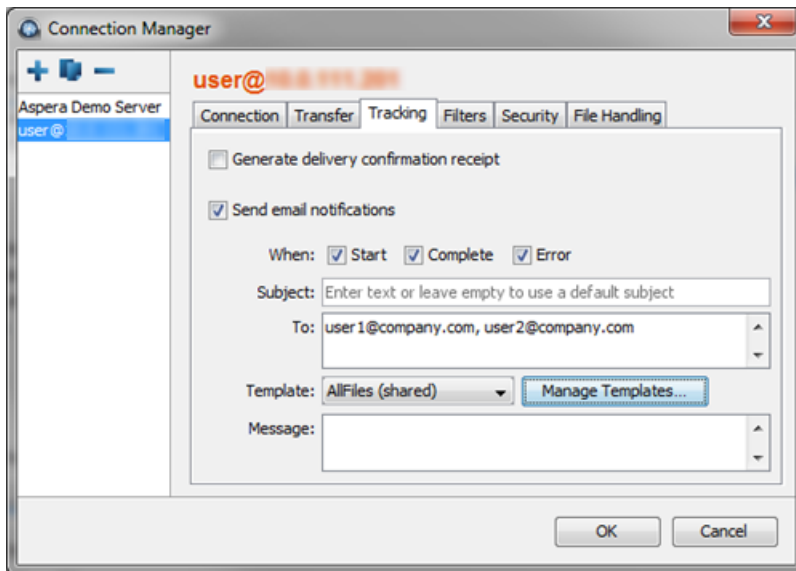 Connection Manager
Aspera Demo Server
user@
user@
Connection Transfer Tracking Filters Security File Handling
Generate delivery confirmation receipt
Send email notifications
When: Start Complete Error
Subject: Enter text or leave empty to use a default subject
To: user1@company.com, user2@company.com
Template: AllFiles (shared) Manage Templates...
Message:
OK Cancel